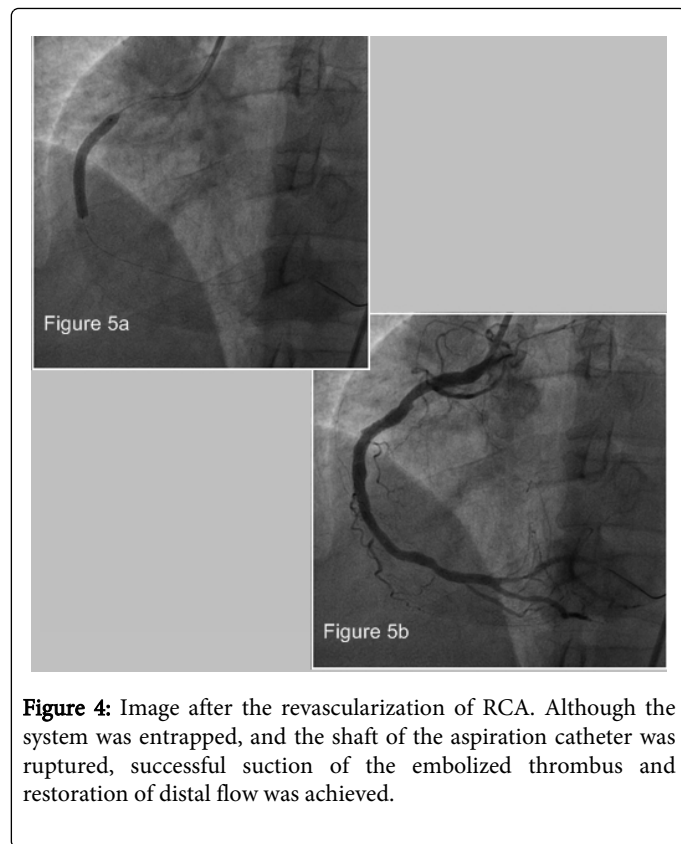 Figure 5a
Figure 5b
Figure 4: Image after the revascularization of RCA. Although the
system was entrapped, and the shaft of the aspiration catheter was
ruptured, successful suction of the embolized thrombus and
restoration of distal flow was achieved.